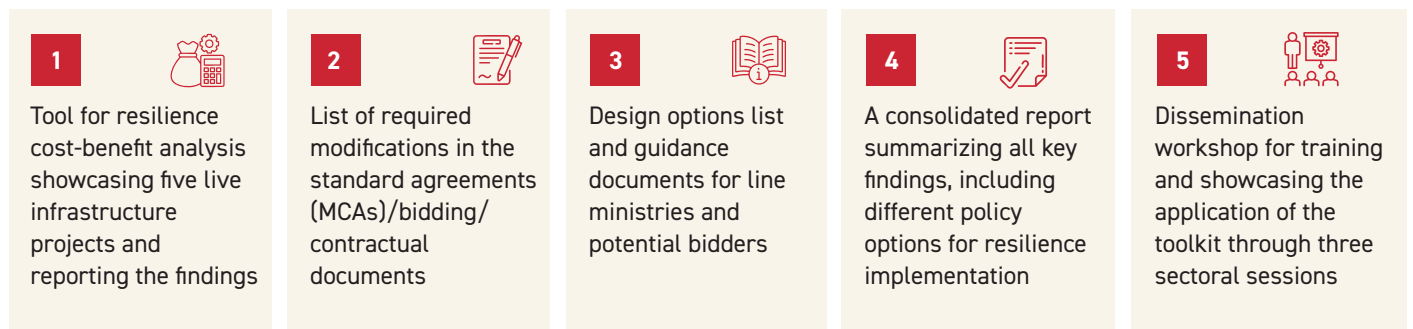 1
Tool for resilience
cost-benefit analysis
showcasing five live
infrastructure
projects and
reporting the findings
2
List of required
modifications in the
standard agreements
(MCAs)/bidding/
contractual
documents
3
Design options list
and guidance
documents for line
ministries and
potential bidders
4
A consolidated report
summarizing all key
findings, including
different policy
options for resilience
implementation
5
Dissemination
workshop for training
and showcasing the
application of the
toolkit through three
sectoral sessions